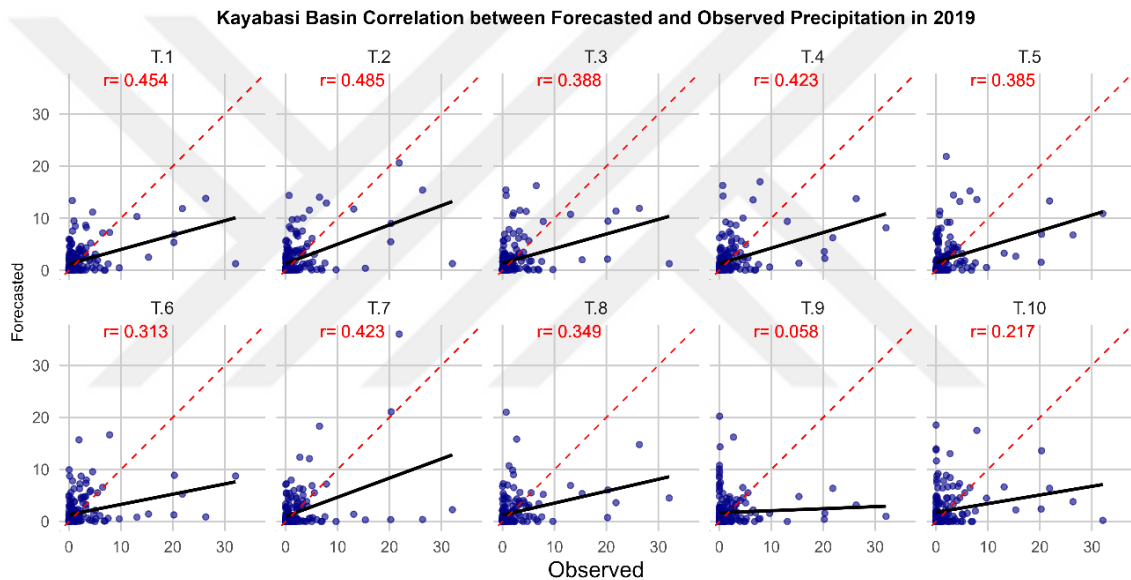 Kayabasi Basin Correlation between Forecasted and Observed Precipitation in 2019
T.1 T.2 T.3 T.4 T.5
r= 0.454 r= 0.485 r= 0.388 r= 0.423 r= 0.385
30
20
10
0
T.6 T.7 T.8 T.9 T.10
r= 0.313 r= 0.423 r= 0.349 r= 0.058 r= 0.217
30
20
10
0
0 10 20 30 0 10 20 30 0 10 20 30 0 10 20 30 0 10 20 30
Forecasted
Observed